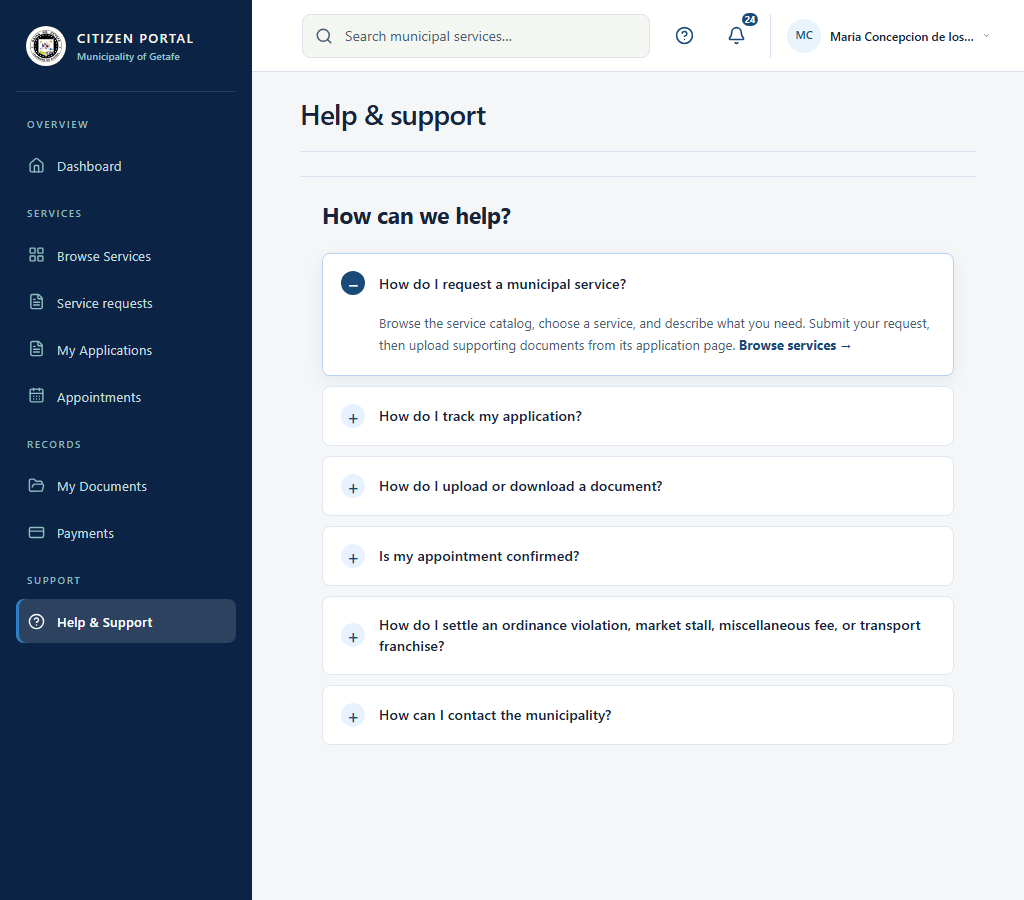 CITIZEN PORTAL
Municipality of Getafe
OVERVIEW
Dashboard
SERVICES
Browse Services
Service requests
My Applications
Appointments
RECORDS
My Documents
Payments
SUPPORT
Help & Support
Search municipal services...
24
MC
Maria Concepcion de los...
Help & support
How can we help?
How do I request a municipal service?
Browse the service catalog, choose a service, and describe what you need. Submit your request,
then upload supporting documents from its application page. Browse services →
How do I track my application?
How do I upload or download a document?
Is my appointment confirmed?
How do I settle an ordinance violation, market stall, miscellaneous fee, or transport
franchise?
How can I contact the municipality?